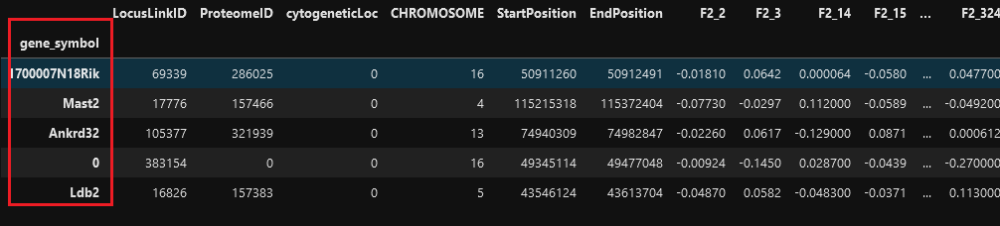 LocusLinkID ProteomeID cytogeneticLoc CHROMOSOME StartPosition EndPosition F2_2 F2_3 F2_14 F2_15 ... F2_324
gene_symbol
1700007N18Rik 69339 286025 0 16 50911260 50912491 -0.01810 0.0642 0.000064 -0.0580 ... 0.047700
Mast2 17776 157466 0 4 115215318 115372404 -0.07730 -0.0297 0.112000 -0.0589 ... -0.049200
Ankrd32 105377 321939 0 13 74940309 74982847 -0.02260 0.0617 -0.129000 0.0871 ... 0.000612
0 383154 0 0 16 49345114 49477048 -0.00924 -0.1450 0.028700 -0.0439 ... -0.270000
Ldb2 16826 157383 0 5 43546124 43613704 -0.04870 0.0582 -0.048300 -0.0371 ... 0.113000